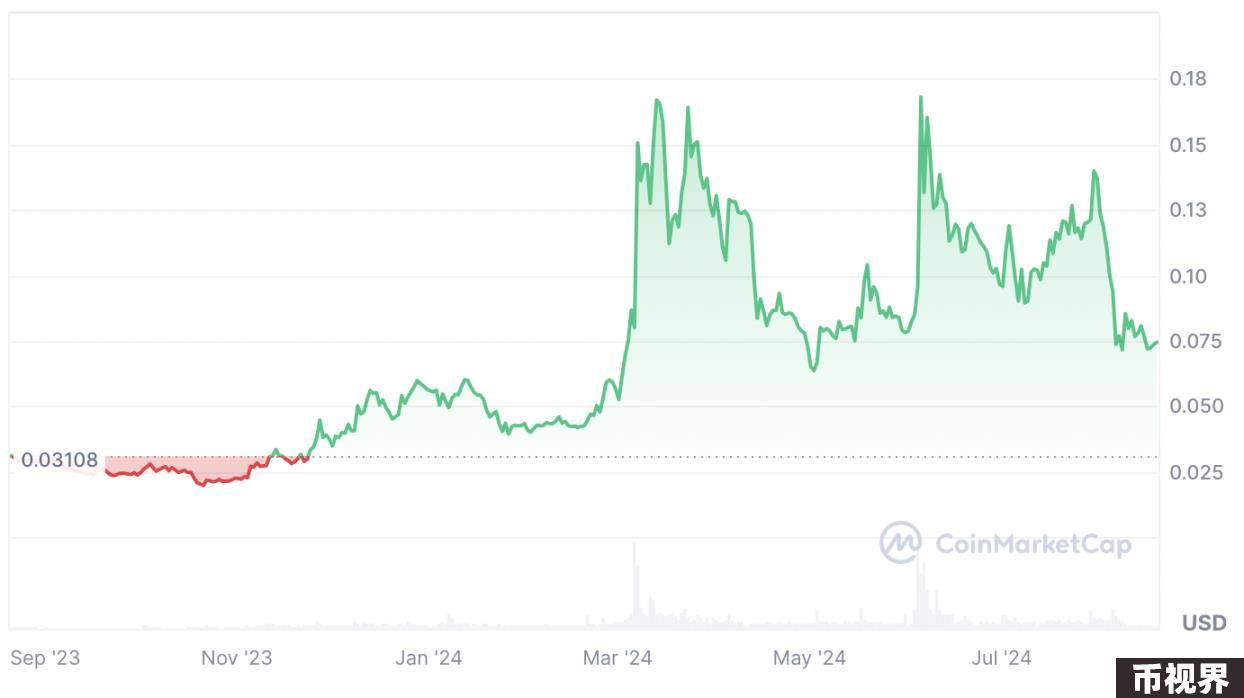 0.18
0.15
0.13
0.10
0.075
0.050
0.03108
0.025
CoinMarketCap
USD
Sep '23
Nov '23
Jan '24
Mar '24
May '24
Jul '24
币视界